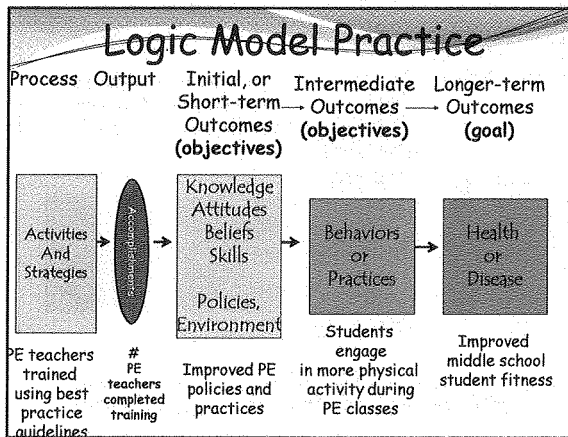 Logic Model Practice
Process
Output
Initial, or
Short-term
Outcomes
(objectives)
Intermediate
Outcomes
(objectives)
Longer-term
Outcomes
(goal)
Activities
And
Strategies
Accomplishments
Knowledge
Attitudes
Beliefs
Skills
Policies,
Environment
Behaviors
or
Practices
Health
or
Disease
PE teachers
trained
using best
practice
guidelines
#
PE
teachers
completed
training
Improved PE
policies and
practices
Students
engage
in more physical
activity during
PE classes
Improved
middle school
student fitness